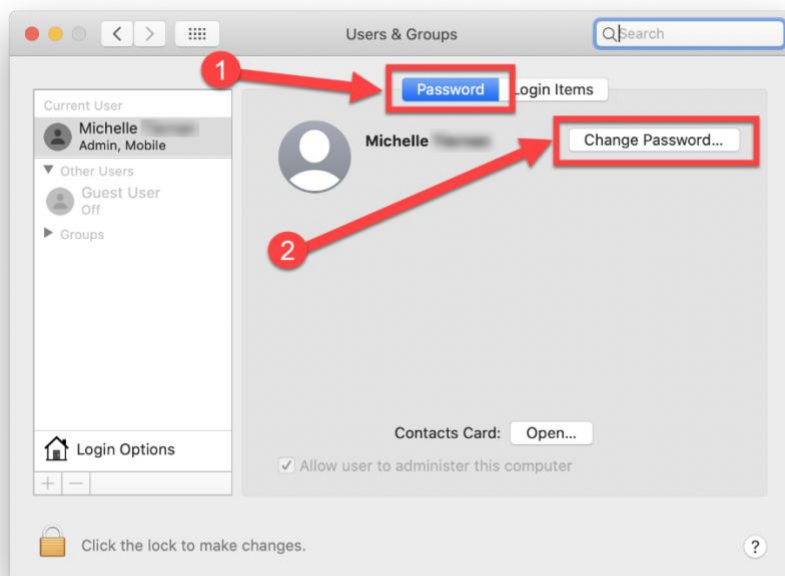 Users & Groups
Search
1
Password
Login Items
Current User
Michelle
Admin, Mobile
Michelle
Change Password...
Other Users
Guest User
Off
Groups
2
Contacts Card:
Open...
Login Options
Allow user to administer this computer
+ −
Click the lock to make changes.
?